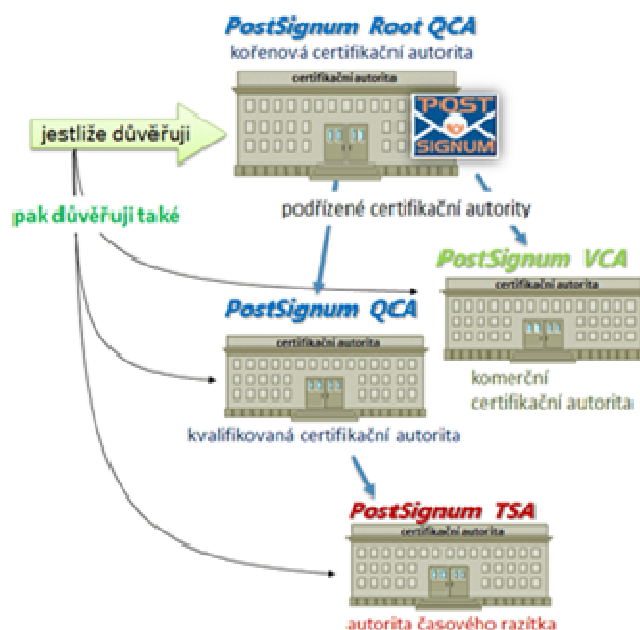 PostSignum Root QCA
kořenová certifikační autorita
certifikační autorita
POST
SIGNUM
jestliže důvěřuji
pak důvěřuji také
podřízené certifikační autority
PostSignum VCA
certifikační autorita
komerční
certifikační autorita
PostSignum QCA
certifikační autorita
kvalifikovaná certifikační autorita
PostSignum TSA
certifikační autorita
autorita časového razítka